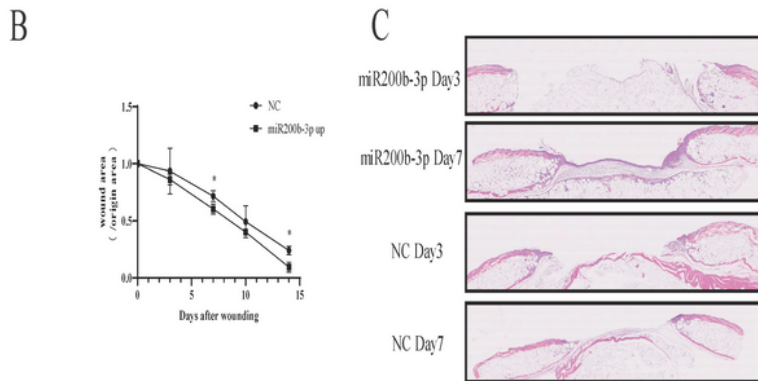 B
NC
miR200b-3p up
1.5
1.0
0.5
0.0
wound area
( /origin area )
*
*
0
5
10
15
Days after wounding
C
miR200b-3p Day3
miR200b-3p Day7
NC Day3
NC Day7